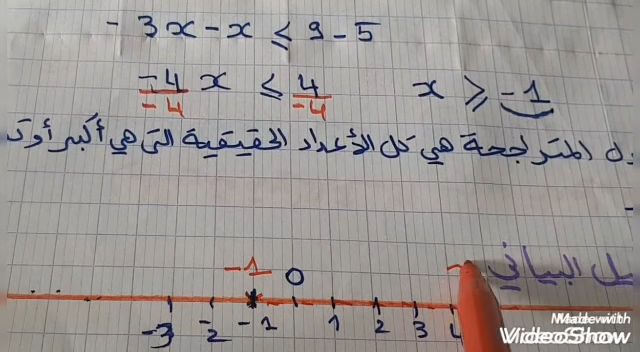 - 3x - x ≤ 9 - 5
-4/-4 x ≤ 4/-4   x ≥ -1
المتراجحة هي كل الأعداد الحقيقية التي هي أكبر أو
-
البياني
-1 0
-3 -2 -1 1 2 3
Made with
VideoShow